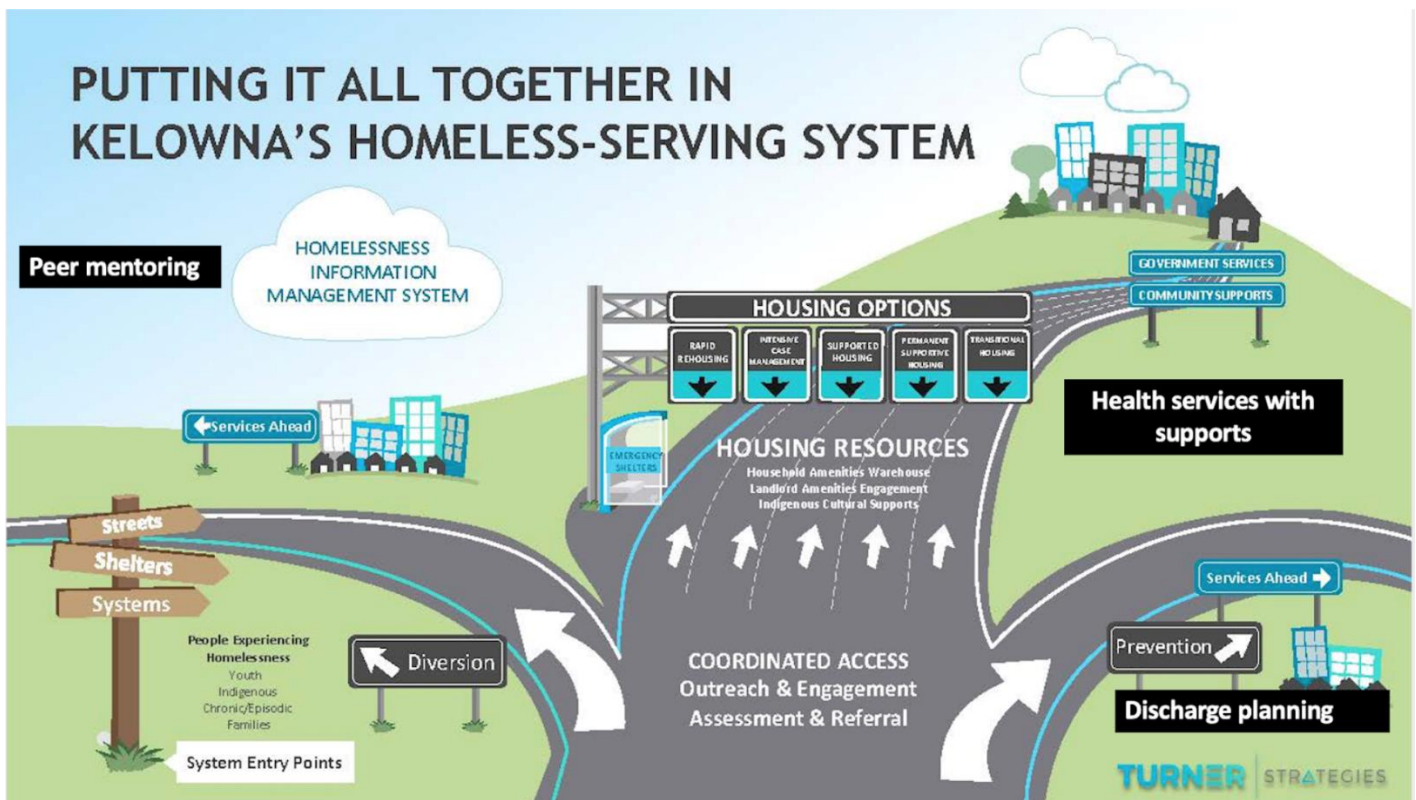 PUTTING IT ALL TOGETHER IN
KELOWNA'S HOMELESS-SERVING SYSTEM
Peer mentoring
HOMELESSNESS
INFORMATION
MANAGEMENT SYSTEM
GOVERNMENT SERVICES
COMMUNITY SUPPORTS
HOUSING OPTIONS
RAPID
REHOUSING
INTENSIVE
CASE
MANAGEMENT
SUPPORTED
HOUSING
PERMANENT
SUPPORTIVE
HOUSING
TRANSITIONAL
HOUSING
Health services with
supports
Services Ahead
EMERGENCY
SHELTERS
HOUSING RESOURCES
Household Amenities Warehouse
Landlord Amenities Engagement
Indigenous Cultural Supports
Streets
Shelters
Systems
People Experiencing
Homelessness
Youth
Indigenous
Chronic/Episodic
Families
System Entry Points
Diversion
COORDINATED ACCESS
Outreach & Engagement
Assessment & Referral
Services Ahead
Prevention
Discharge planning
TURNER STRATEGIES